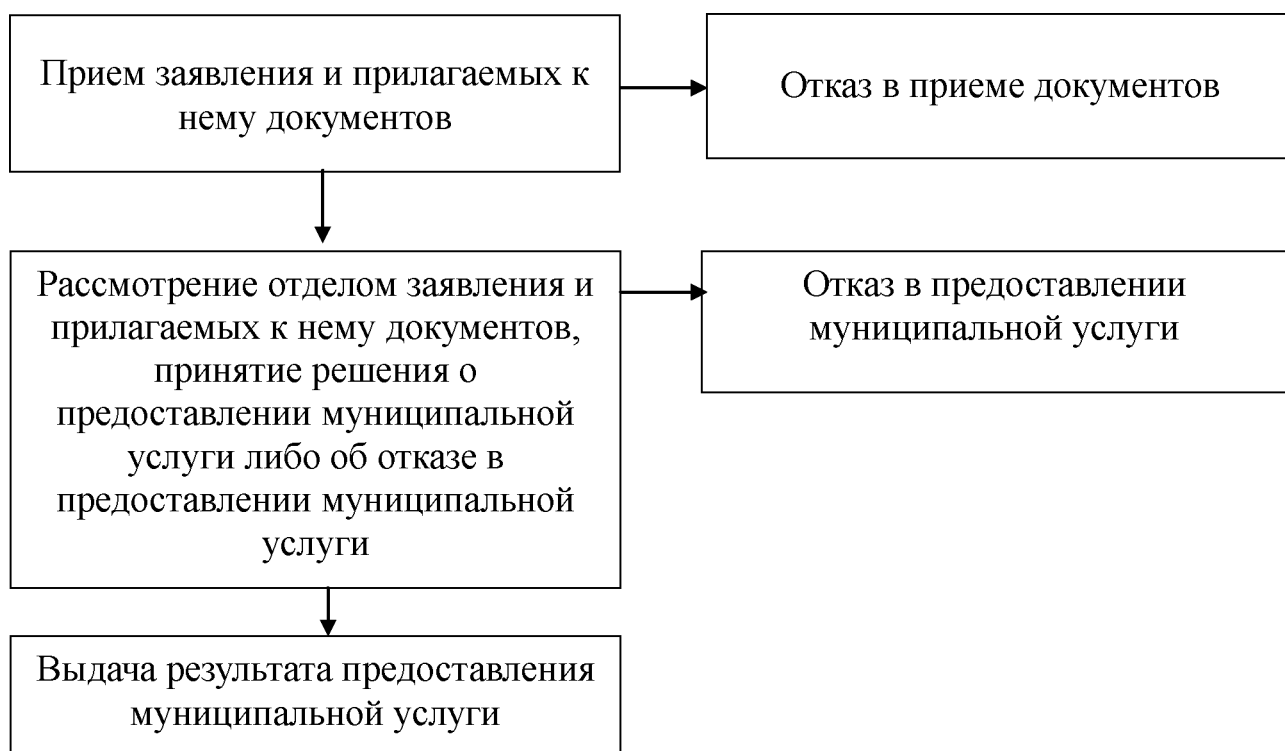 Прием заявления и прилагаемых к
нему документов
Отказ в приеме документов
Рассмотрение отделом заявления и
прилагаемых к нему документов,
принятие решения о
предоставлении муниципальной
услуги либо об отказе в
предоставлении муниципальной
услуги
Отказ в предоставлении
муниципальной услуги
Выдача результата предоставления
муниципальной услуги